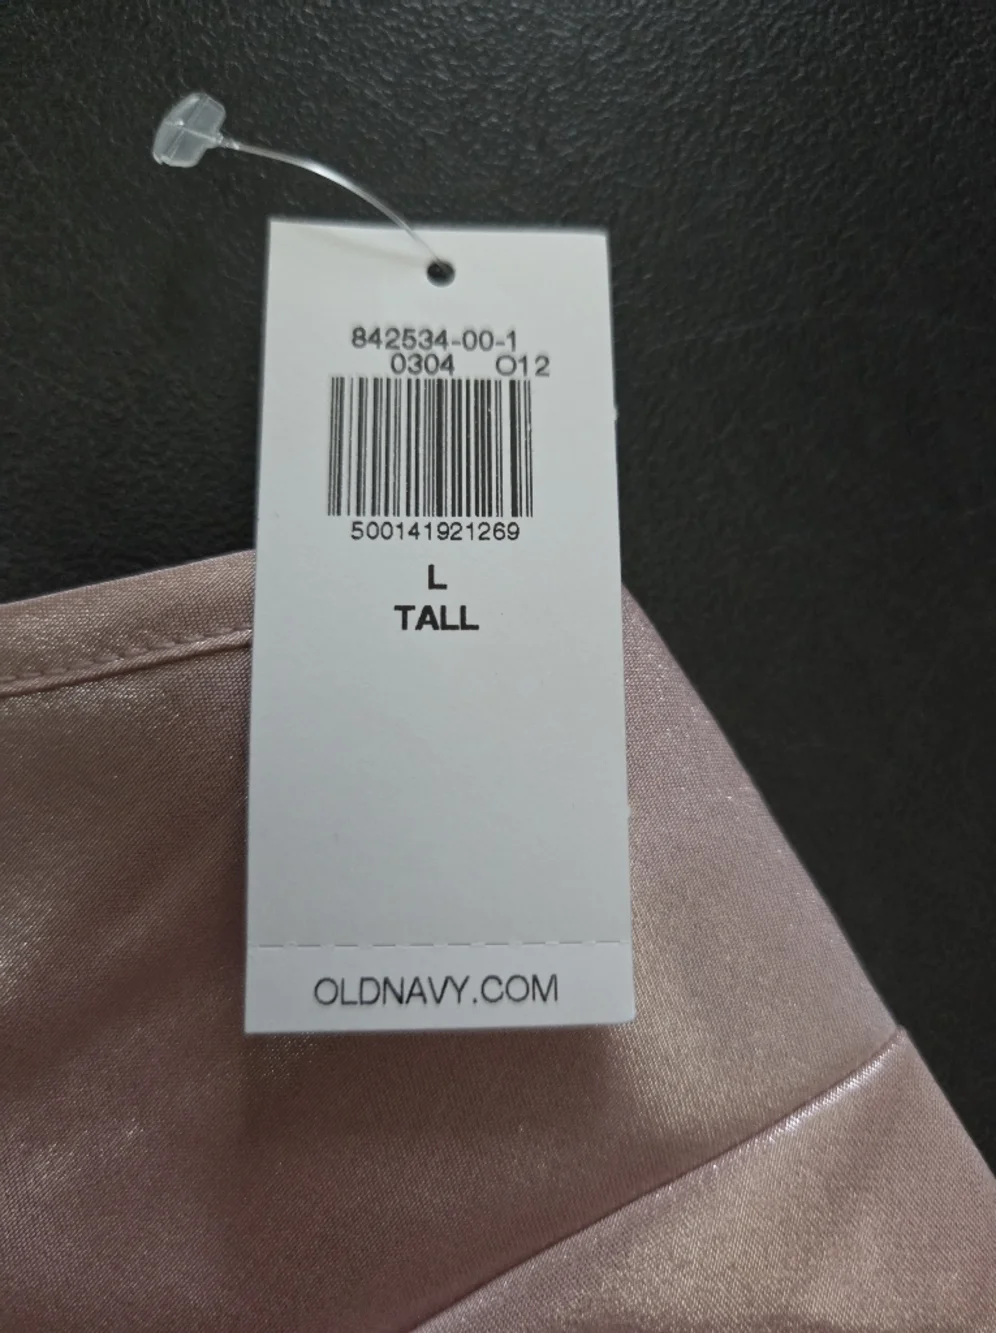 842534-00-1
0304 O12
500141921269
L
TALL
OLDNAVY.COM